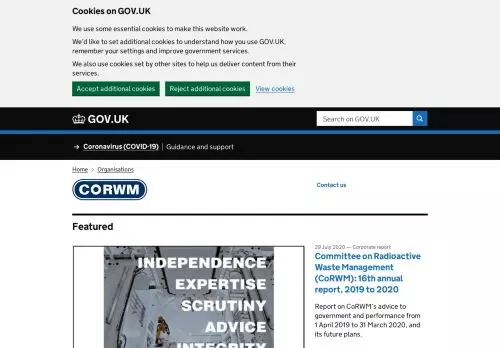 Cookies on GOV.UK
We use some essential cookies to make this website work.
We'd like to set additional cookies to understand how you use GOV.UK,
remember your settings and improve government services.
We also use cookies set by other sites to help us deliver content from their
services.
Accept additional cookies Reject additional cookies View cookies
GOV.UK Search on GOV.UK
→ Coronavirus (COVID-19) | Guidance and support
Home > Organisations
CORWM Contact us
Featured
INDEPENDENCE
EXPERTISE
SCRUTINY
ADVICE
INTEGRITY
29 July 2020 — Corporate report
Committee on Radioactive
Waste Management
(CoRWM): 16th annual
report, 2019 to 2020
Report on CoRWM's advice to
government and performance from
1 April 2019 to 31 March 2020, and
its future plans.